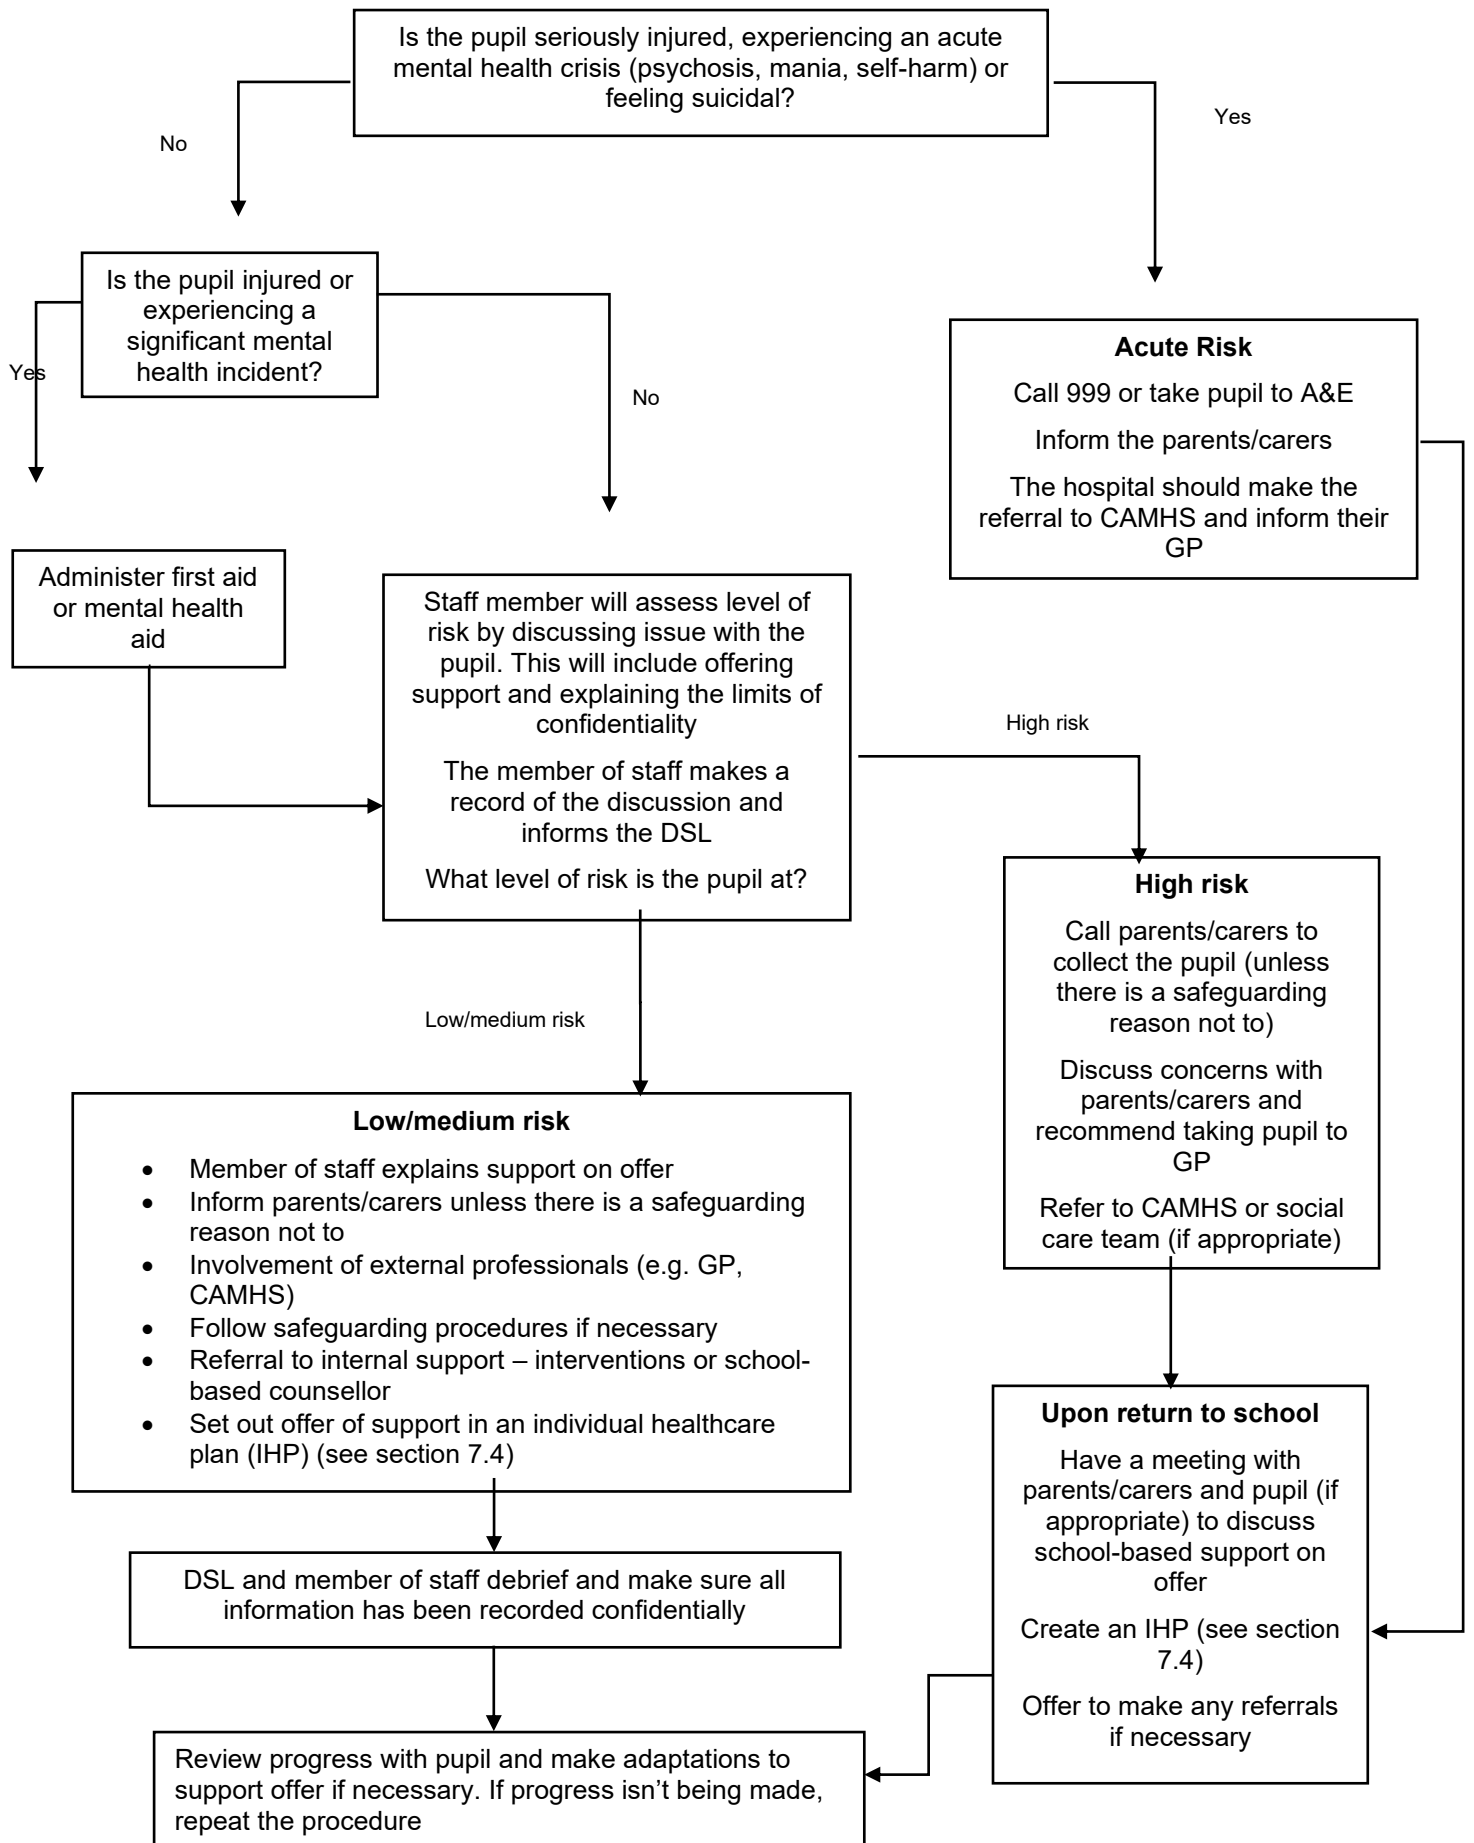 Is the pupil seriously injured, experiencing an acute
mental health crisis (psychosis, mania, self-harm) or
feeling suicidal?
No
Yes
Is the pupil injured or
experiencing a
significant mental
health incident?
Yes
No
Acute Risk
Call 999 or take pupil to A&E
Inform the parents/carers
The hospital should make the
referral to CAMHS and inform their
GP
Administer first aid
or mental health
aid
Staff member will assess level of
risk by discussing issue with the
pupil. This will include offering
support and explaining the limits of
confidentiality
The member of staff makes a
record of the discussion and
informs the DSL
What level of risk is the pupil at?
High risk
High risk
Call parents/carers to
collect the pupil (unless
there is a safeguarding
reason not to)
Discuss concerns with
parents/carers and
recommend taking pupil to
GP
Refer to CAMHS or social
care team (if appropriate)
Low/medium risk
Low/medium risk
• Member of staff explains support on offer
• Inform parents/carers unless there is a safeguarding
reason not to
• Involvement of external professionals (e.g. GP,
CAMHS)
• Follow safeguarding procedures if necessary
• Referral to internal support – interventions or school-
based counsellor
• Set out offer of support in an individual healthcare
plan (IHP) (see section 7.4)
Upon return to school
Have a meeting with
parents/carers and pupil (if
appropriate) to discuss
school-based support on
offer
Create an IHP (see section
7.4)
Offer to make any referrals
if necessary
DSL and member of staff debrief and make sure all
information has been recorded confidentially
Review progress with pupil and make adaptations to
support offer if necessary. If progress isn’t being made,
repeat the procedure